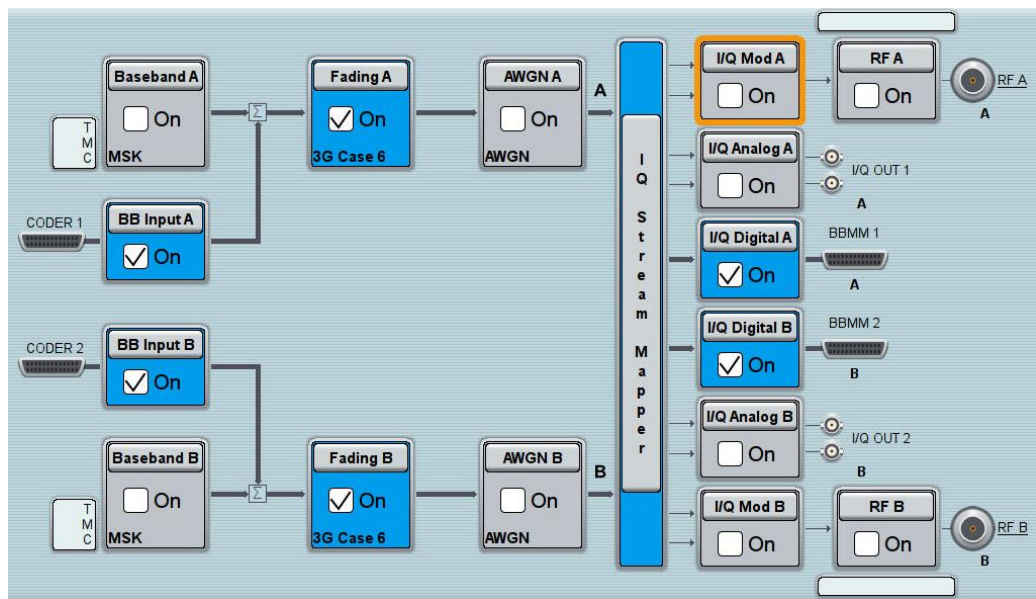 Baseband A
On
MSK
T
M
C
Fading A
On
3G Case 6
AWGN A
On
AWGN
A
I/Q Mod A
On
RF A
On
RF A
A
I/Q Analog A
On
I/Q OUT 1
A
CODER 1
BB Input A
On
I/Q Digital A
On
BBMM 1
A
I
Q
S
t
r
e
a
m
M
a
p
p
e
r
CODER 2
BB Input B
On
I/Q Digital B
On
BBMM 2
B
I/Q Analog B
On
I/Q OUT 2
B
Baseband B
On
MSK
T
M
C
Σ
Σ
Fading B
On
3G Case 6
AWGN B
On
AWGN
B
I/Q Mod B
On
RF B
On
RF B
B